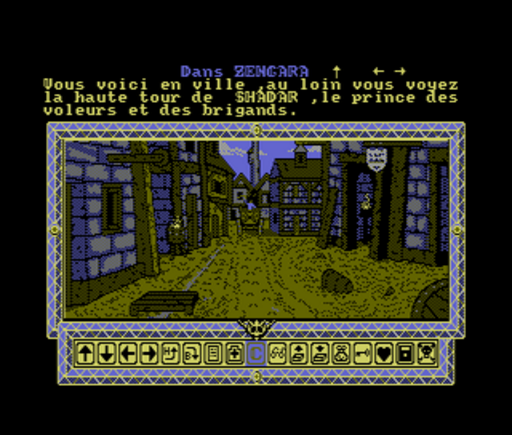 Dans ZENGARA ↑ ← →
Vous voici en ville ,au loin vous voyez
la haute tour de SHADAR ,le prince des
voleurs et des brigands.
C